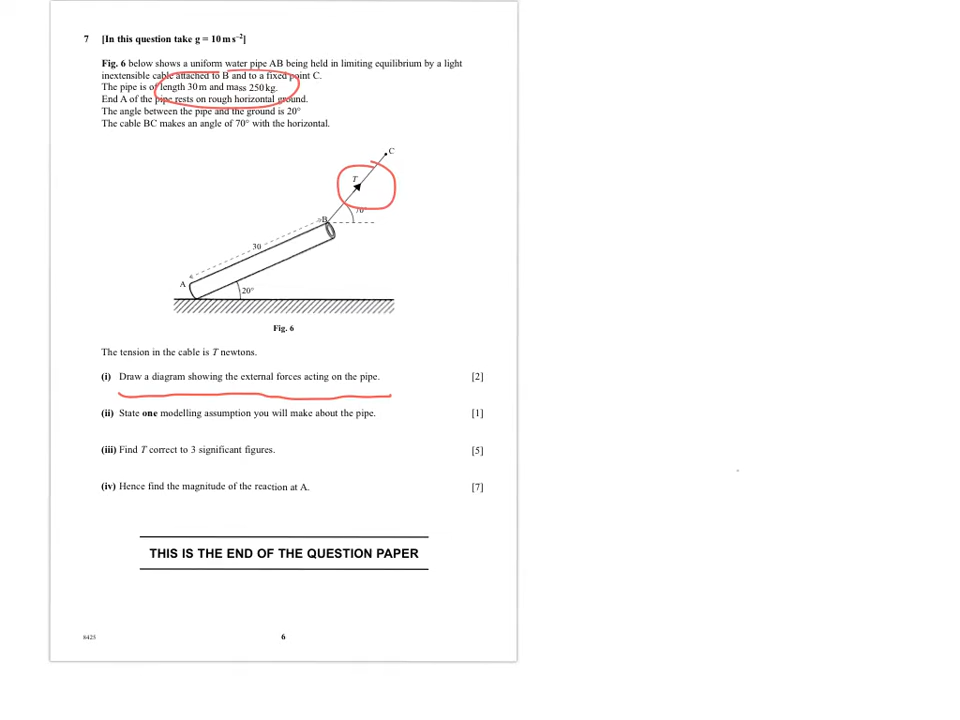 7 [In this question take g = 10 m s⁻²]
Fig. 6 below shows a uniform water pipe AB being held in limiting equilibrium by a light
inextensible cable attached to B and to a fixed point C.
The pipe is of length 30 m and mass 250 kg.
End A of the pipe rests on rough horizontal ground.
The angle between the pipe and the ground is 20°
The cable BC makes an angle of 70° with the horizontal.
C
T
70°
B
30
A
20°
Fig. 6
The tension in the cable is T newtons.
(i) Draw a diagram showing the external forces acting on the pipe. [2]
(ii) State one modelling assumption you will make about the pipe. [1]
(iii) Find T correct to 3 significant figures. [5]
(iv) Hence find the magnitude of the reaction at A. [7]
THIS IS THE END OF THE QUESTION PAPER
8425
6